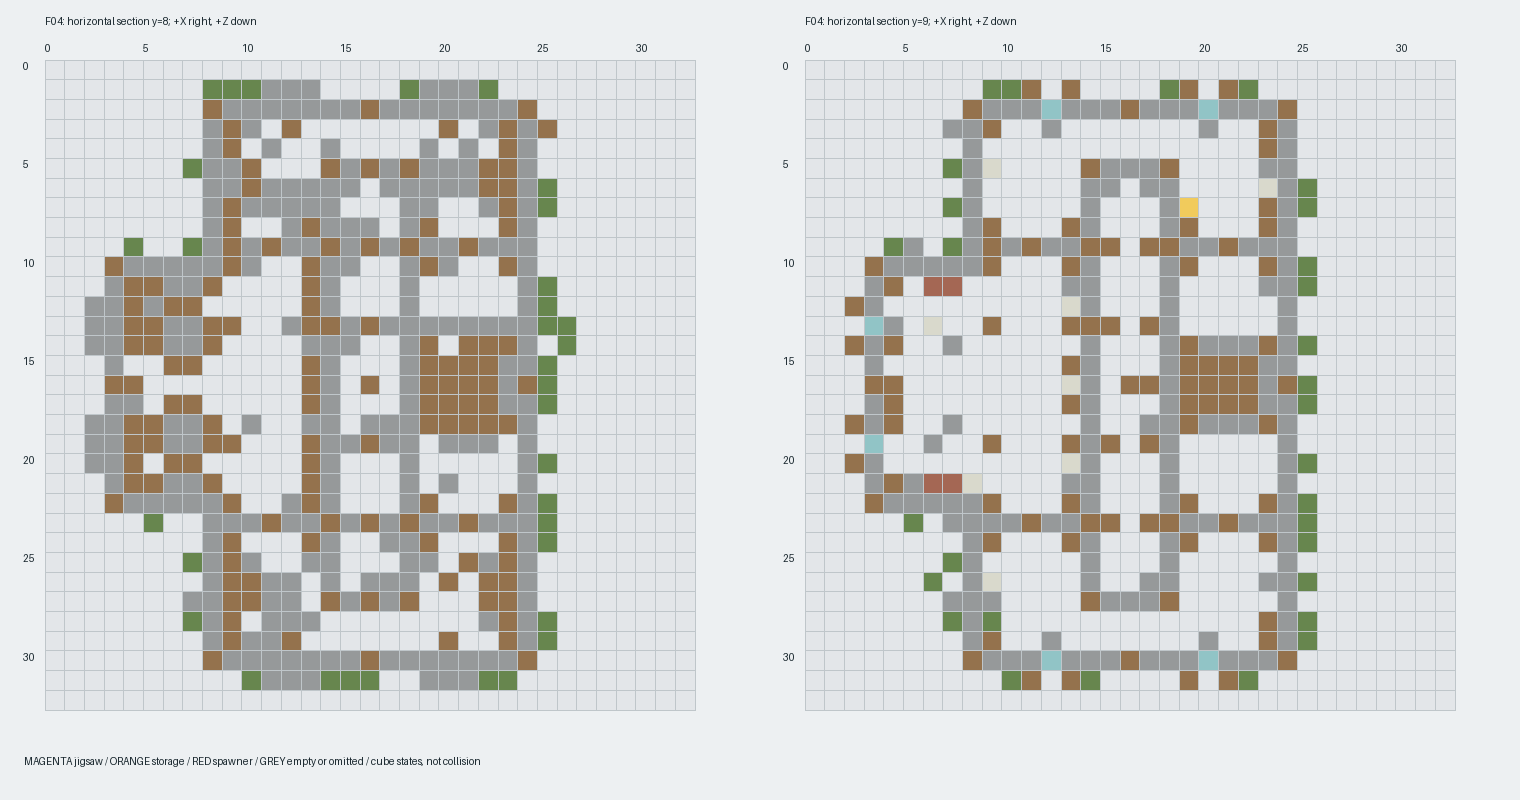 F04: horizontal section y=8; +X right, +Z down
0 5 10 15 20 25 30
0
5
10
15
20
25
30
F04: horizontal section y=9; +X right, +Z down
0 5 10 15 20 25 30
0
5
10
15
20
25
30
MAGENTA jigsaw / ORANGE storage / RED spawner / GREY empty or omitted / cube states, not collision